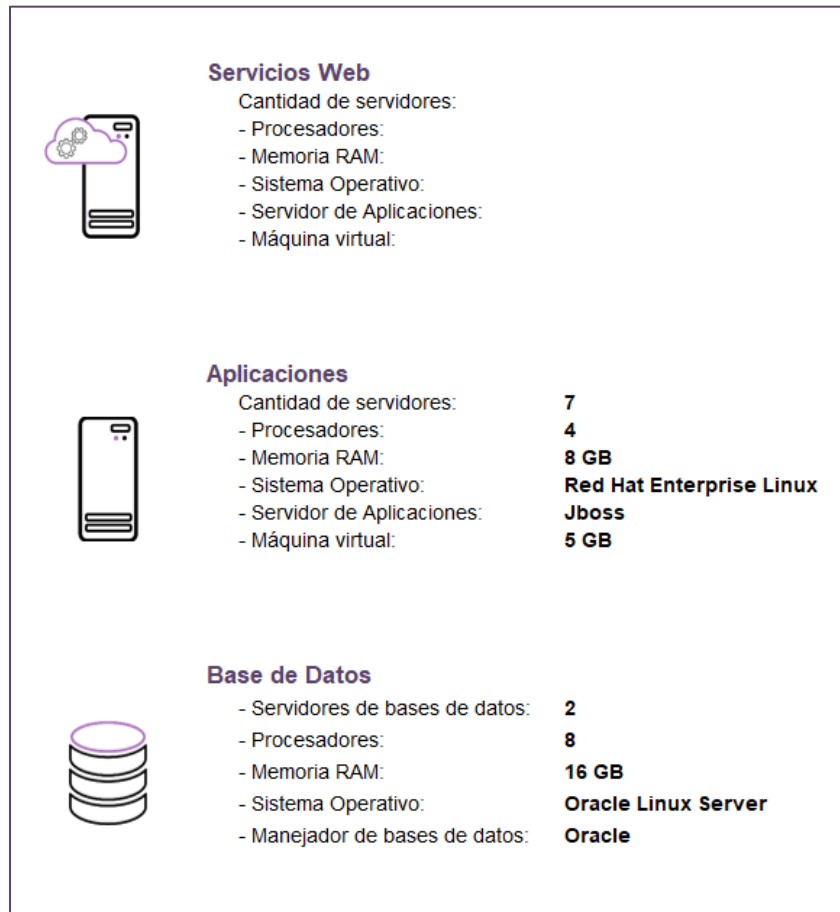 Servicios Web
Cantidad de servidores:
- Procesadores:
- Memoria RAM:
- Sistema Operativo:
- Servidor de Aplicaciones:
- Máquina virtual:
Aplicaciones
Cantidad de servidores: 7
- Procesadores: 4
- Memoria RAM: 8 GB
- Sistema Operativo: Red Hat Enterprise Linux
- Servidor de Aplicaciones: Jboss
- Máquina virtual: 5 GB
Base de Datos
- Servidores de bases de datos: 2
- Procesadores: 8
- Memoria RAM: 16 GB
- Sistema Operativo: Oracle Linux Server
- Manejador de bases de datos: Oracle